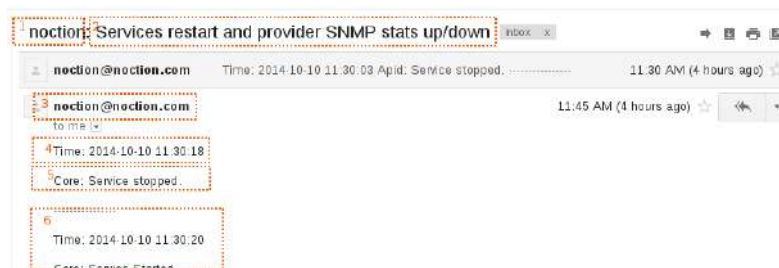 1 noction: 2 Services restart and provider SNMP stats up/down inbox x
noction@noction.com Time: 2014-10-10 11:30:03 Apid: Service stopped. ---------------- 11:30 AM (4 hours ago)
3 noction@noction.com 11:45 AM (4 hours ago)
to me
4 Time: 2014-10-10 11:30:18
5 Core: Service stopped.
6 ----------------
Time: 2014-10-10 11:30:20
Core: Service Started